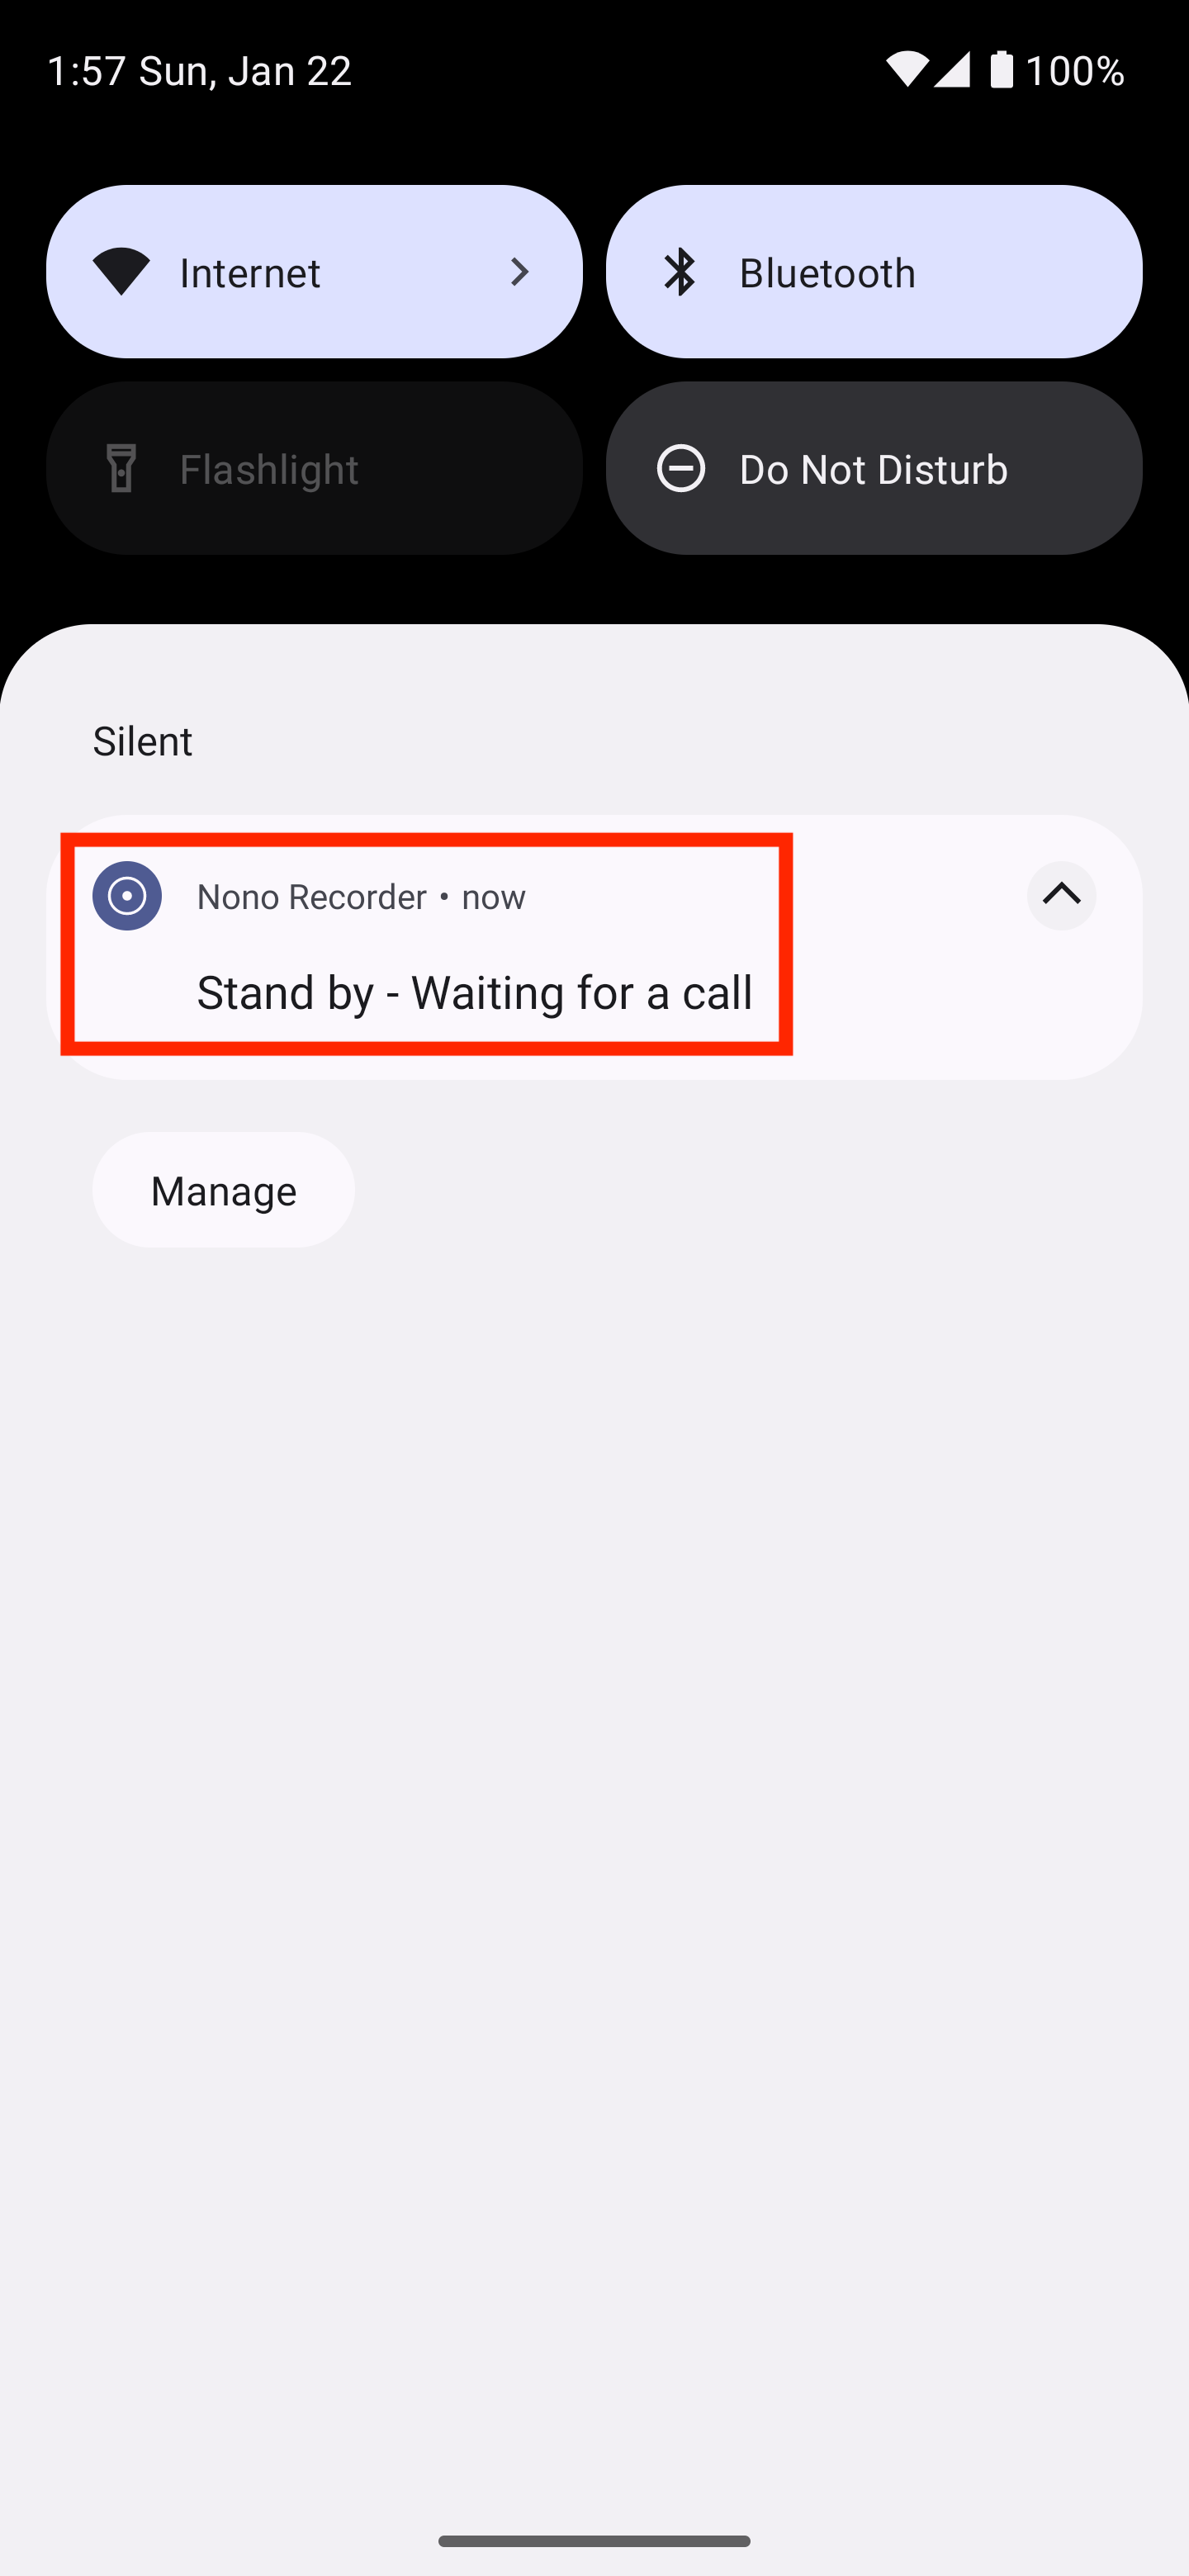 1:57 Sun, Jan 22 100%
Internet Bluetooth
Flashlight Do Not Disturb
Silent
Nono Recorder • now
Stand by - Waiting for a call
Manage